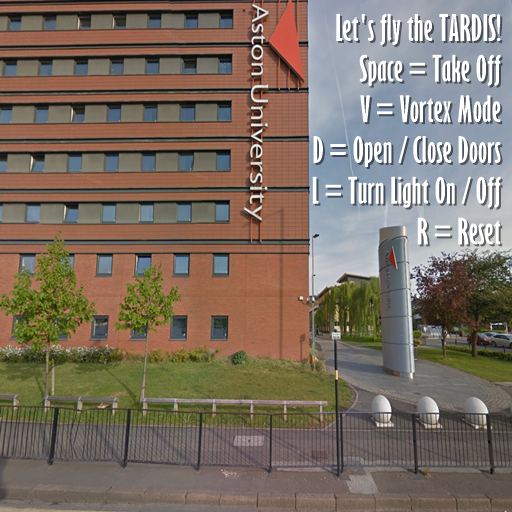 Let's fly the TARDIS!
Space = Take Off
V = Vortex Mode
D = Open / Close Doors
L = Turn Light On / Off
R = Reset
Aston University